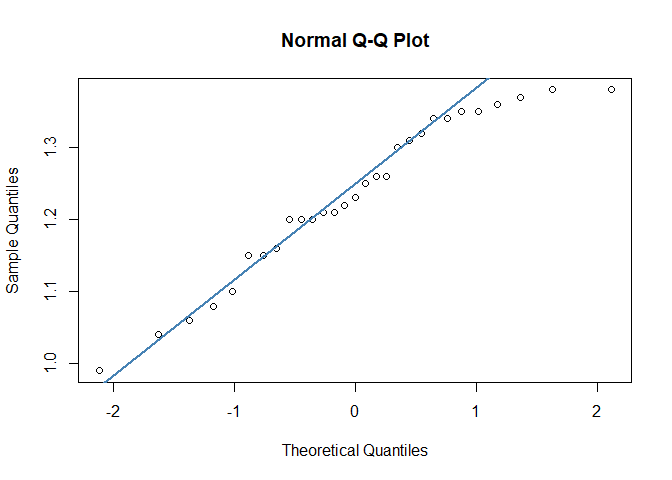 Normal Q-Q Plot
Sample Quantiles
1.3
1.2
1.1
1.0
-2 -1 0 1 2
Theoretical Quantiles